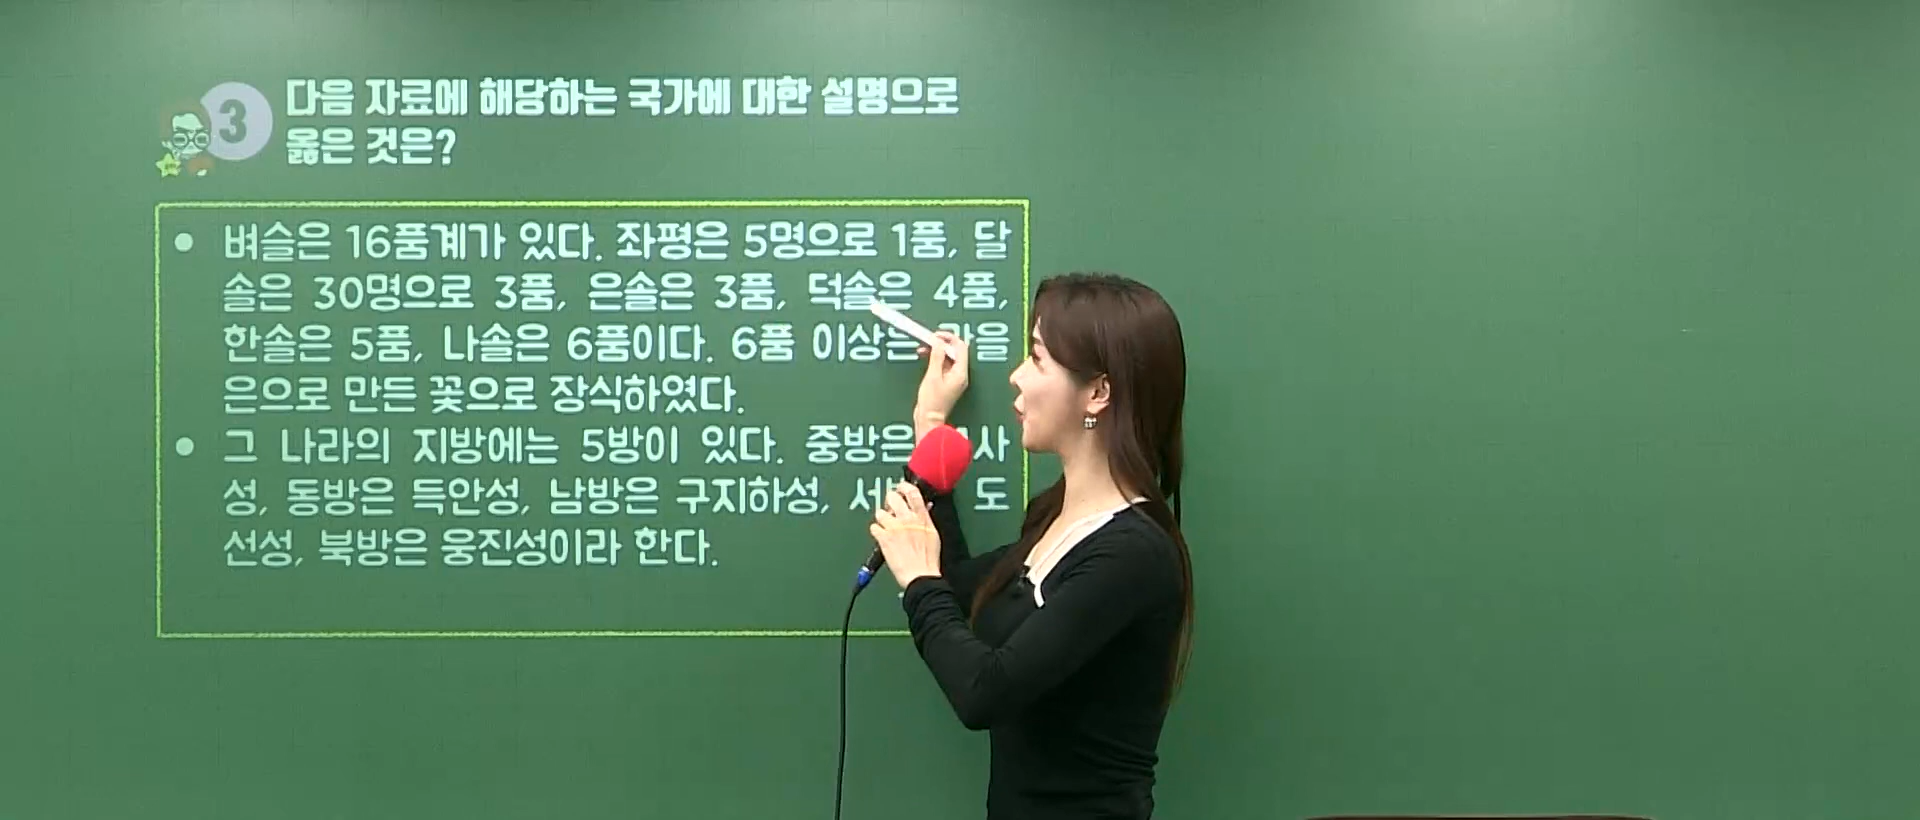 3
다음 자료에 해당하는 국가에 대한 설명으로
옳은 것은?
● 벼슬은 16품계가 있다. 좌평은 5명으로 1품, 달
솔은 30명으로 3품, 은솔은 3품, 덕솔은 4품,
한솔은 5품, 나솔은 6품이다. 6품 이상은
은으로 만든 꽃으로 장식하였다.
● 그 나라의 지방에는 5방이 있다. 중방은
성, 동방은 득안성, 남방은 구지하성, 도
선성, 북방은 웅진성이라 한다.